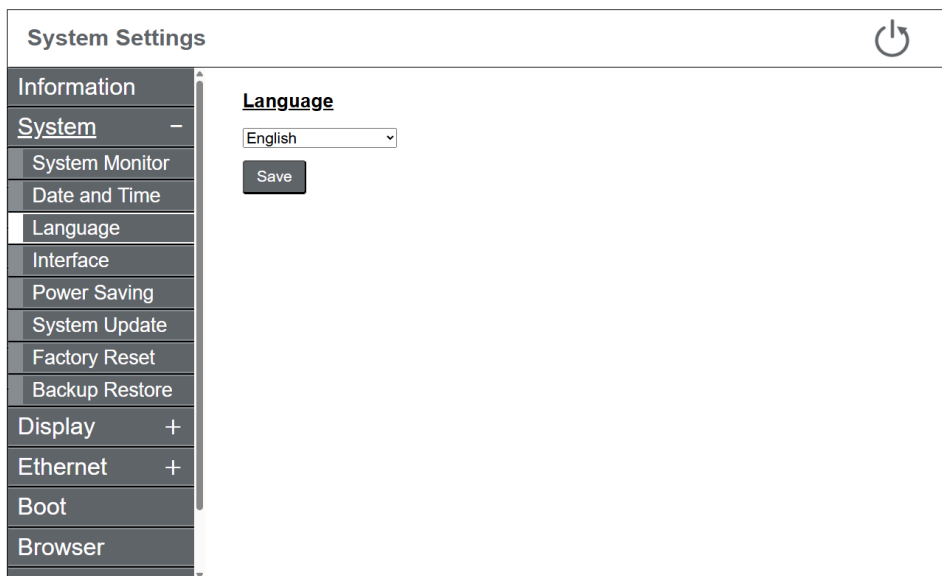 System Settings
Information
System −
System Monitor
Date and Time
Language
Interface
Power Saving
System Update
Factory Reset
Backup Restore
Display +
Ethernet +
Boot
Browser
Language
English
Save